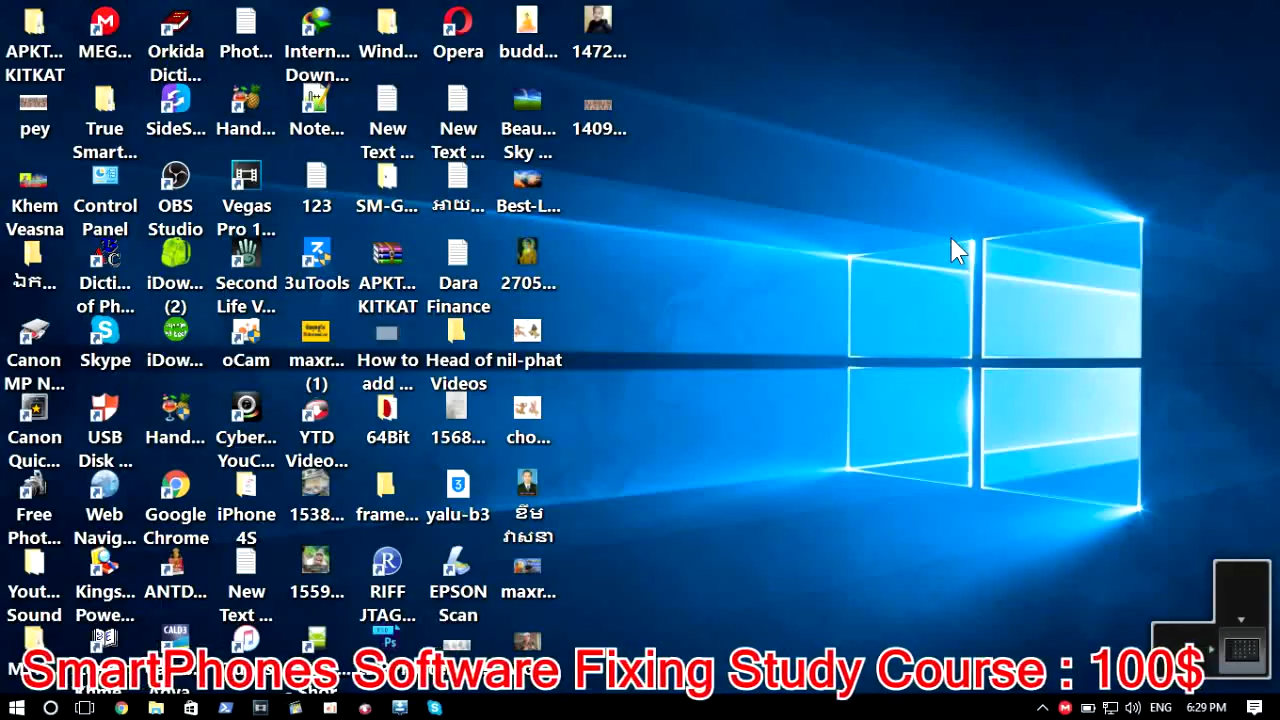 APKT... MEG... Orkida Phot... Intern... Wind... Opera budd... 1472...
KITKAT Dicti... Down...
pey True SideS... Hand... Note... New New Beau... 1409...
Smart... Text ... Text ... Sky ...
Khem Control OBS Vegas 123 SM-G... អាយ... Best-L...
Veasna Panel Studio Pro 1...
ឯក... Dicti... iDow... Second 3uTools APKT... Dara 2705...
of Ph... (2) Life V... KITKAT Finance
Canon Skype iDow... oCam maxr... How to Head of nil-phat
MP N... (1) add ... Videos
Canon USB Hand... Cyber... YTD 64Bit 1568... cho...
Quic... Disk ... YouC... Video...
Free Web Google iPhone 1538... frame... yalu-b3 ខឹម
Phot... Navig... Chrome 4S វាសនា
Yout... Kings... ANTD... New 1559... RIFF EPSON maxr...
Sound Powe... Text ... JTAG... Scan
CALD3
SmartPhones Software Fixing Study Course : 100$
ENG 6:29 PM